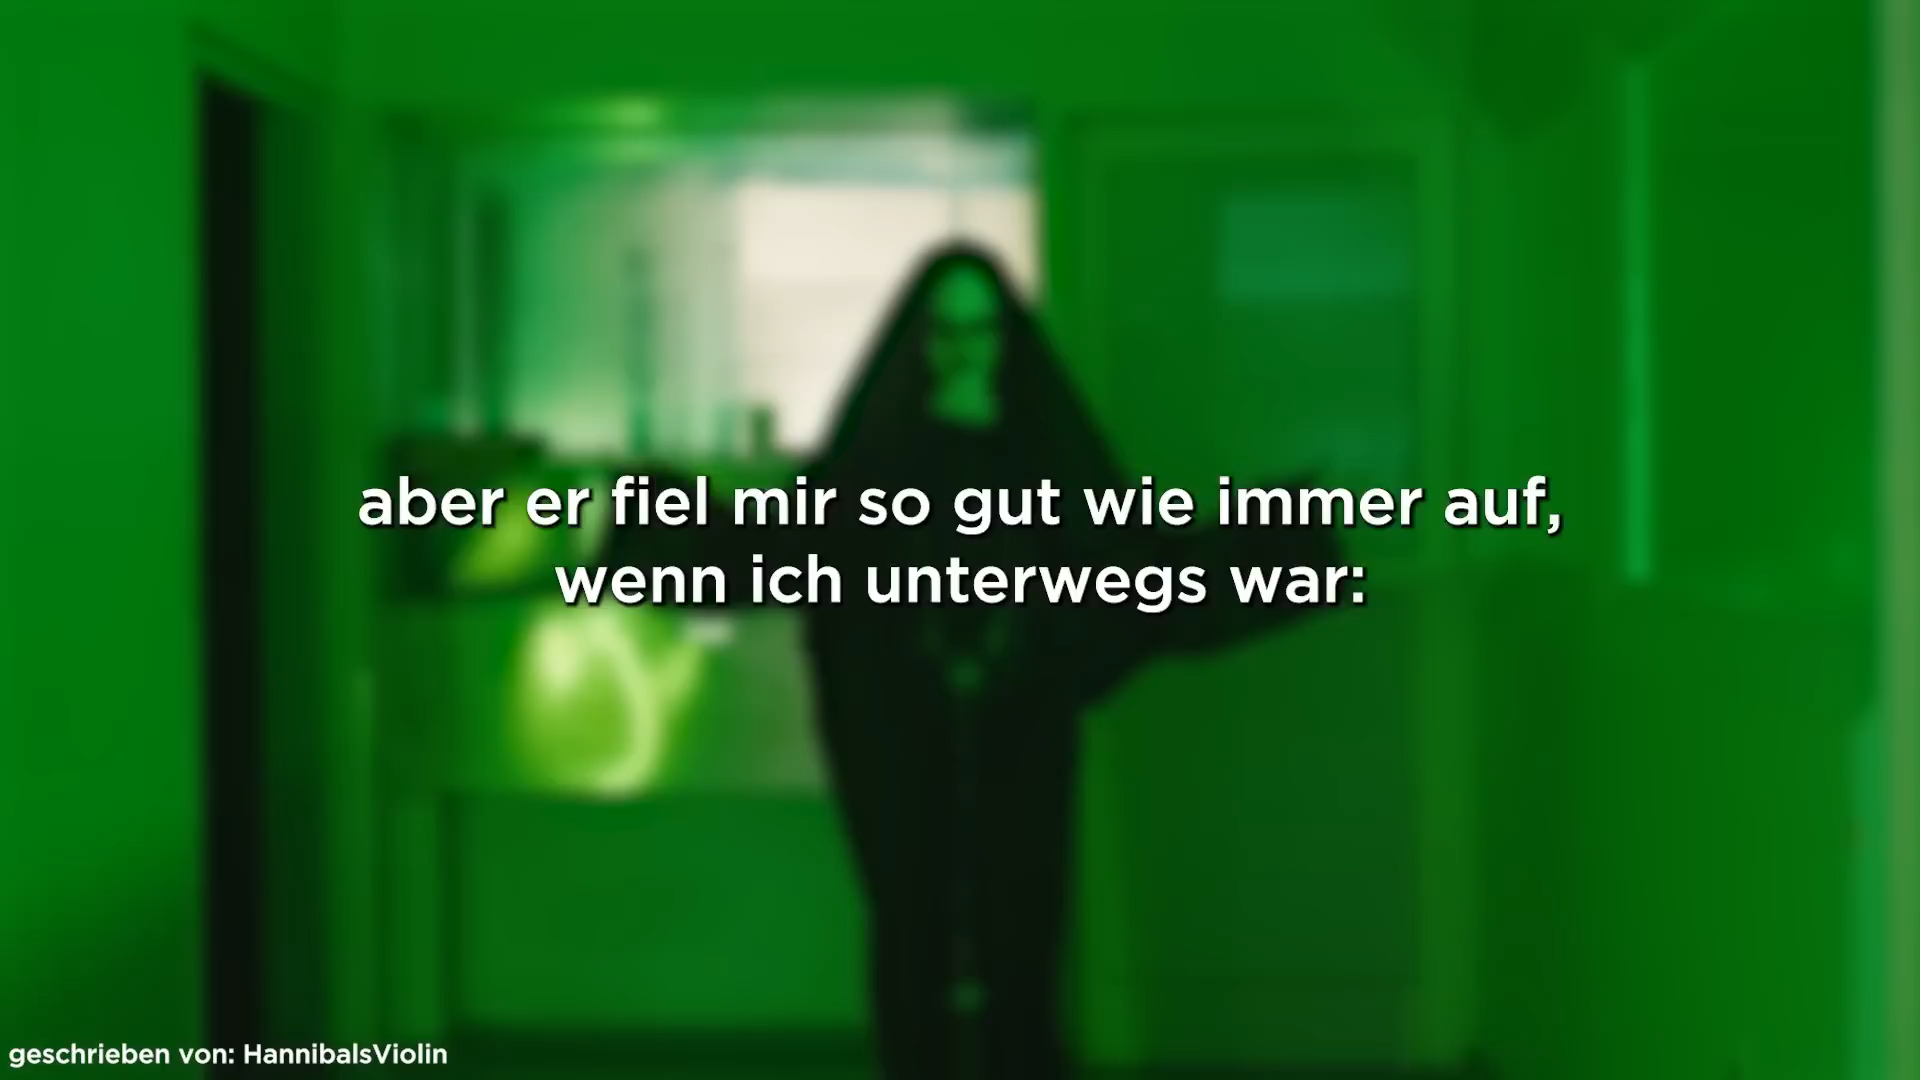 aber er fiel mir so gut wie immer auf,
wenn ich unterwegs war:
geschrieben von: HannibalsViolin